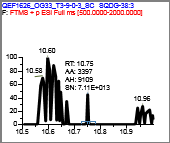 QEF1626_OG33_T3-9-0-3_SC SQDG-38:3
F: FTMS + p ESI Full ms [500.0000-2000.0000]
10.60
10.58
RT: 10.75
AA: 3397
AH: 9109
SN: 7.11E+013
10.96
100
80
60
40
20
0
10.5 10.6 10.7 10.8 10.9